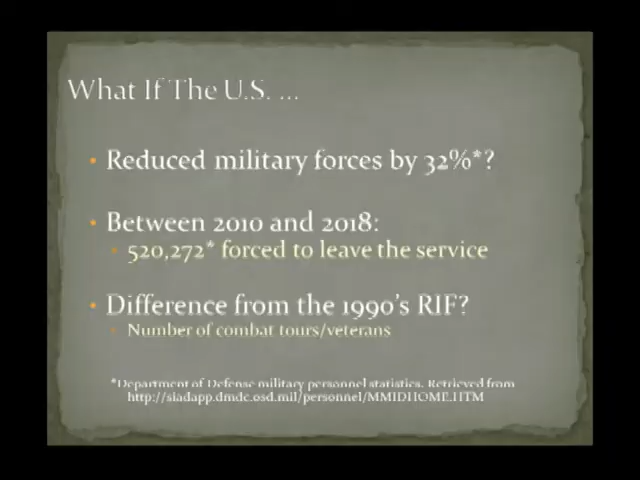 What If The U.S. ...
• Reduced military forces by 32%*?
• Between 2010 and 2018:
• 520,272* forced to leave the service
• Difference from the 1990's RIF?
• Number of combat tours/veterans
*Department of Defense military personnel statistics. Retrieved from
http://siadapp.dmdc.osd.mil/personnel/MMIDHOME.HTM